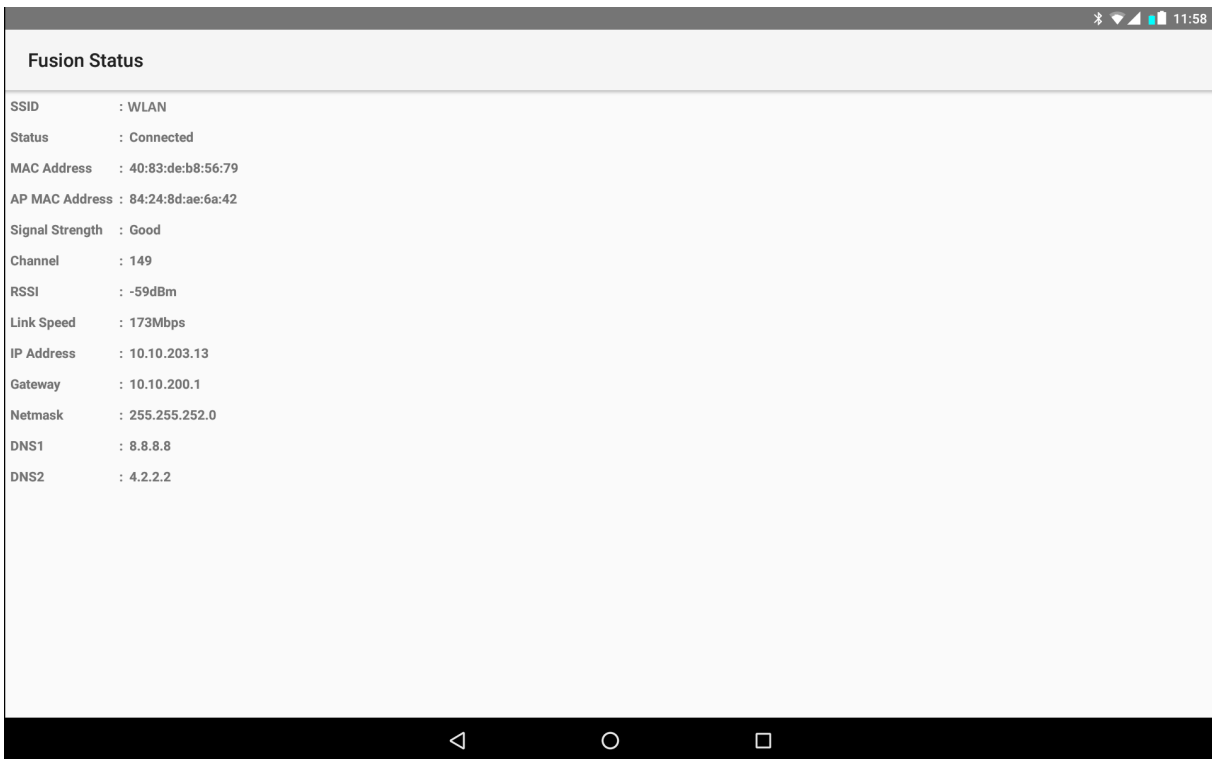 11:58
Fusion Status
SSID : WLAN
Status : Connected
MAC Address : 40:83:de:b8:56:79
AP MAC Address : 84:24:8d:ae:6a:42
Signal Strength : Good
Channel : 149
RSSI : -59dBm
Link Speed : 173Mbps
IP Address : 10.10.203.13
Gateway : 10.10.200.1
Netmask : 255.255.252.0
DNS1 : 8.8.8.8
DNS2 : 4.2.2.2